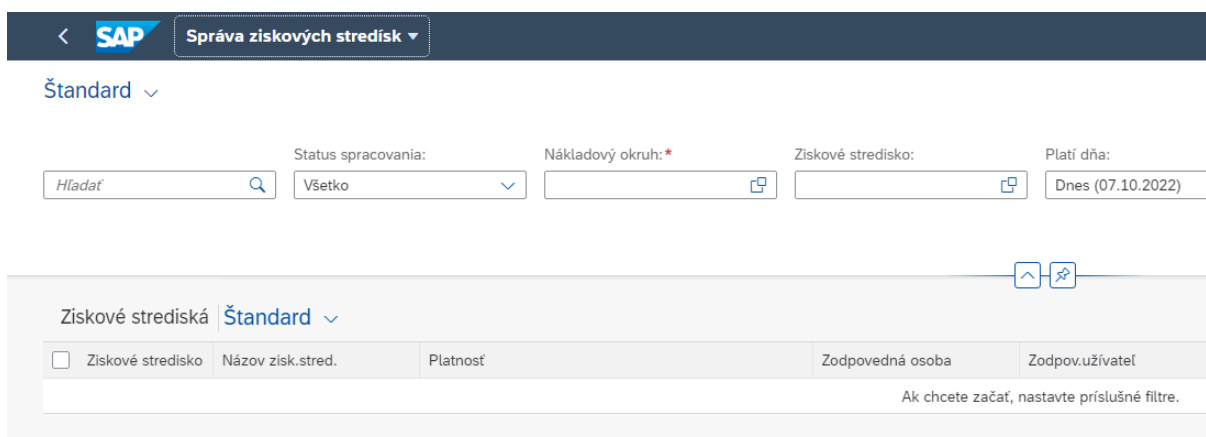 SAP Správa ziskových stredísk
Štandard
Status spracovania: Nákladový okruh:* Ziskové stredisko: Platí dňa:
Hľadať Všetko Dnes (07.10.2022)
Ziskové strediská Štandard
Ziskové stredisko Názov zisk.stred. Platnosť Zodpovedná osoba Zodpov.užívateľ
Ak chcete začať, nastavte príslušné filtre.